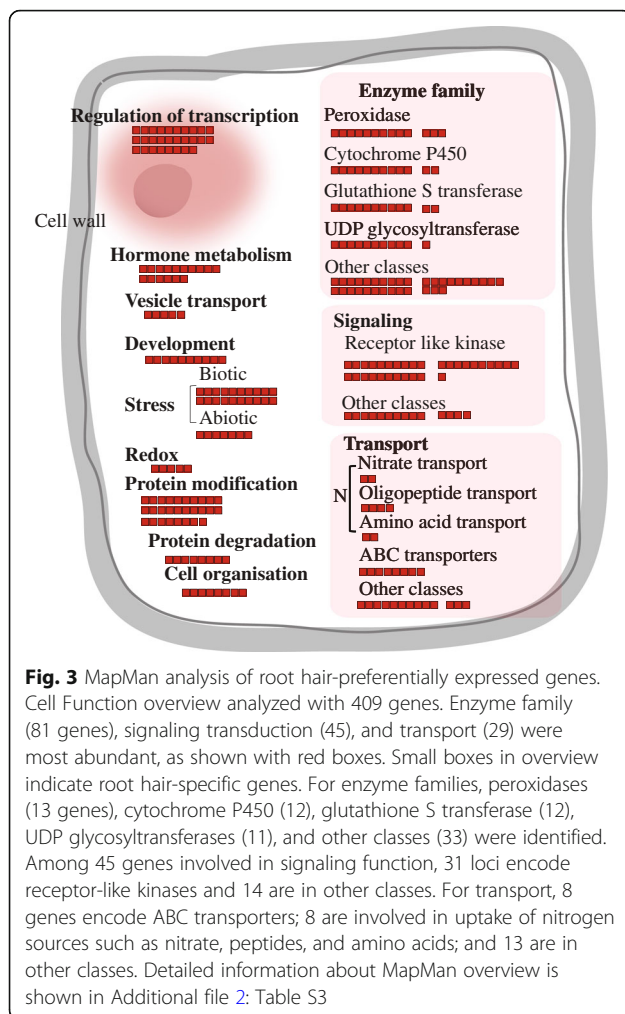 Regulation of transcription
Cell wall
Hormone metabolism
Vesicle transport
Development
Biotic
Stress
Abiotic
Redox
Protein modification
Protein degradation
Cell organisation
Enzyme family
Peroxidase
Cytochrome P450
Glutathione S transferase
UDP glycosyltransferase
Other classes
Signaling
Receptor like kinase
Other classes
Transport
Nitrate transport
N
Oligopeptide transport
Amino acid transport
ABC transporters
Other classes
Fig. 3 MapMan analysis of root hair-preferentially expressed genes.
Cell Function overview analyzed with 409 genes. Enzyme family
(81 genes), signaling transduction (45), and transport (29) were
most abundant, as shown with red boxes. Small boxes in overview
indicate root hair-specific genes. For enzyme families, peroxidases
(13 genes), cytochrome P450 (12), glutathione S transferase (12),
UDP glycosyltransferases (11), and other classes (33) were identified.
Among 45 genes involved in signaling function, 31 loci encode
receptor-like kinases and 14 are in other classes. For transport, 8
genes encode ABC transporters; 8 are involved in uptake of nitrogen
sources such as nitrate, peptides, and amino acids; and 13 are in
other classes. Detailed information about MapMan overview is
shown in Additional file 2: Table S3